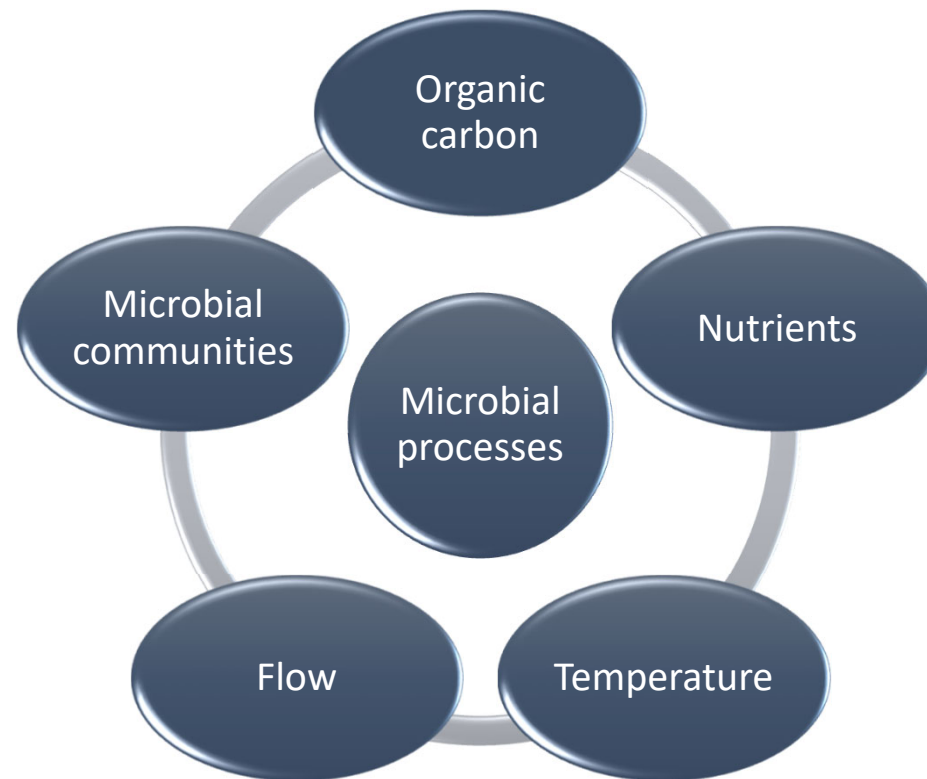 Organic
carbon
Microbial
communities
Nutrients
Microbial
processes
Flow
Temperature